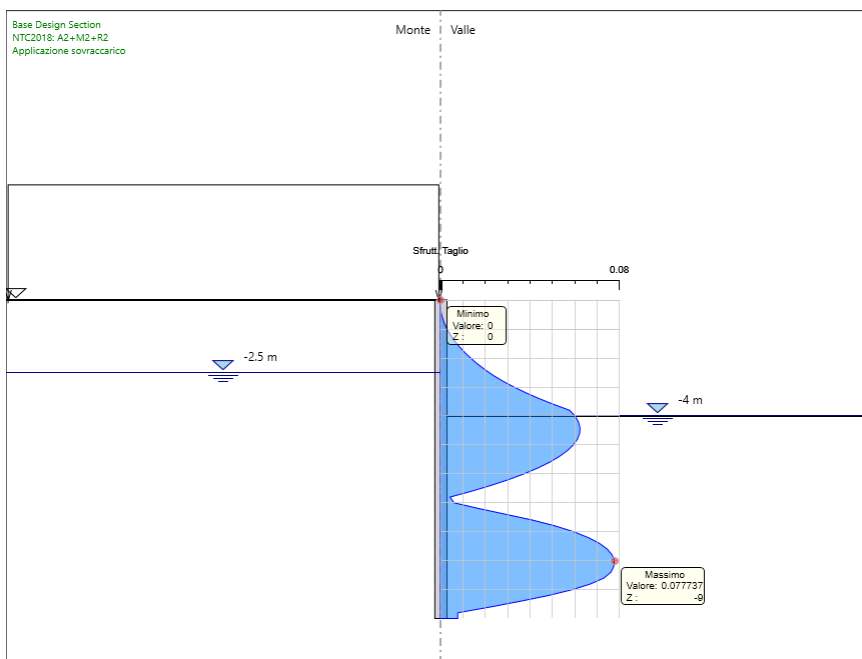 Base Design Section
NTC2018: A2+M2+R2
Applicazione sovraccarico
Monte
Valle
Sfrutt. Taglio
0
0.08
Minimo
Valore: 0
Z : 0
-2.5 m
-4 m
Massimo
Valore: 0.077737
Z : -9